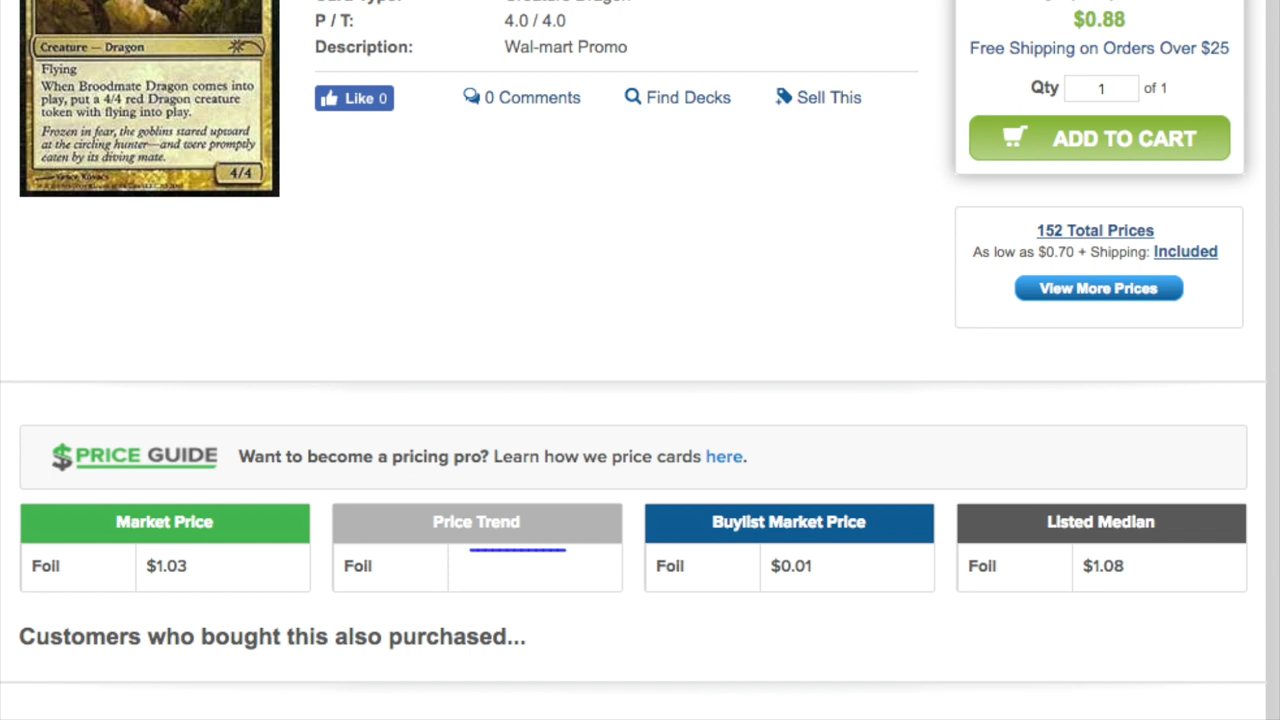 Creature — Dragon
Flying
When Broodmate Dragon comes into
play, put a 4/4 red Dragon creature
token with flying into play.
Frozen in fear, the goblins stared upward
at the circling hunter—and were promptly
eaten by its diving mate.
4/4
P / T: 4.0 / 4.0
Description: Wal-mart Promo
Like 0
0 Comments
Find Decks
Sell This
$0.88
Free Shipping on Orders Over $25
Qty 1 of 1
ADD TO CART
152 Total Prices
As low as $0.70 + Shipping: Included
View More Prices
PRICE GUIDE Want to become a pricing pro? Learn how we price cards here.
Market Price
Foil $1.03
Price Trend
Foil
Buylist Market Price
Foil $0.01
Listed Median
Foil $1.08
Customers who bought this also purchased...